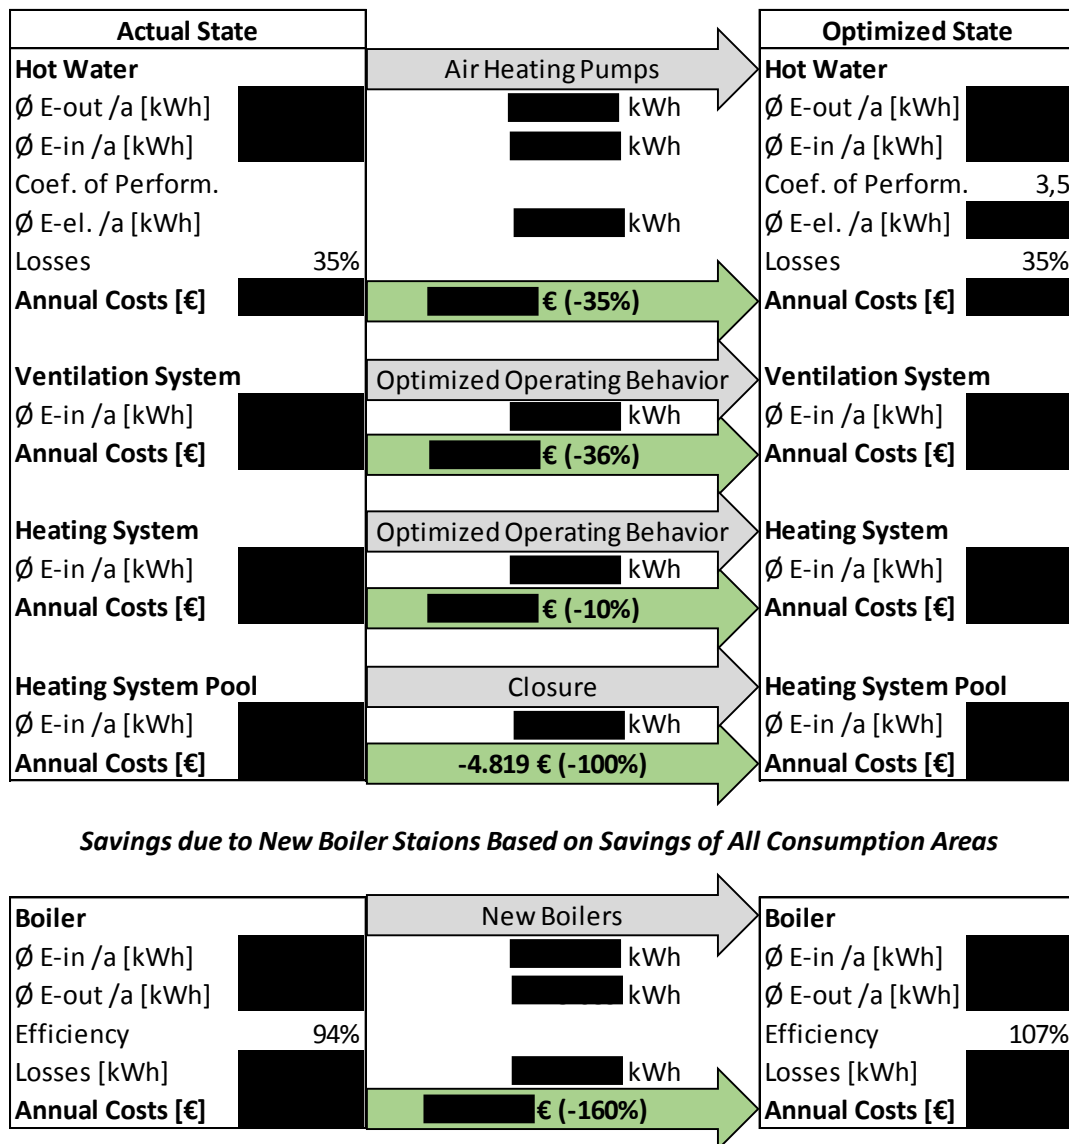 Actual State
Optimized State
Hot Water
Air Heating Pumps
Hot Water
Ø E-out /a [kWh]
kWh
Ø E-out /a [kWh]
Ø E-in /a [kWh]
kWh
Ø E-in /a [kWh]
Coef. of Perform.
Coef. of Perform. 3,5
Ø E-el. /a [kWh]
kWh
Ø E-el. /a [kWh]
Losses 35%
Losses 35%
Annual Costs [€]
€ (-35%)
Annual Costs [€]
Ventilation System
Optimized Operating Behavior
Ventilation System
Ø E-in /a [kWh]
kWh
Ø E-in /a [kWh]
Annual Costs [€]
€ (-36%)
Annual Costs [€]
Heating System
Optimized Operating Behavior
Heating System
Ø E-in /a [kWh]
kWh
Ø E-in /a [kWh]
Annual Costs [€]
€ (-10%)
Annual Costs [€]
Heating System Pool
Closure
Heating System Pool
Ø E-in /a [kWh]
kWh
Ø E-in /a [kWh]
Annual Costs [€]
-4.819 € (-100%)
Annual Costs [€]
Savings due to New Boiler Staions Based on Savings of All Consumption Areas
Boiler
New Boilers
Boiler
Ø E-in /a [kWh]
kWh
Ø E-in /a [kWh]
Ø E-out /a [kWh]
kWh
Ø E-out /a [kWh]
Efficiency 94%
Efficiency 107%
Losses [kWh]
kWh
Losses [kWh]
Annual Costs [€]
€ (-160%)
Annual Costs [€]